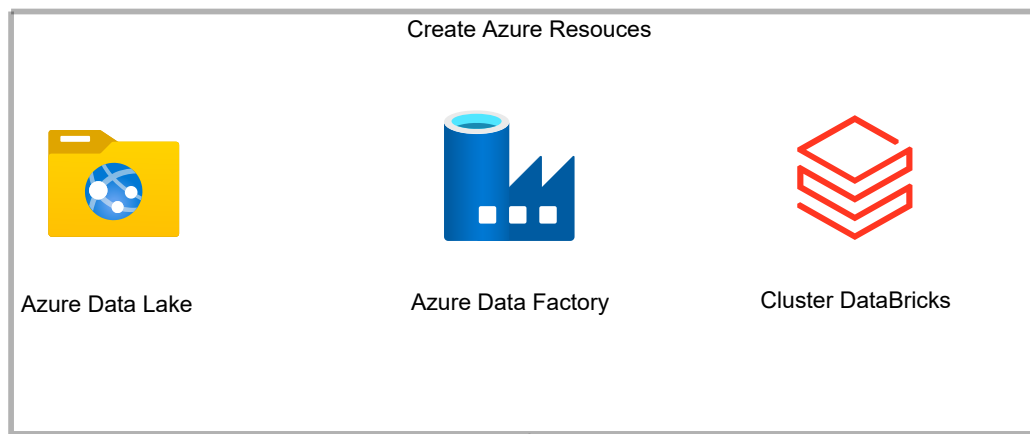 Create Azure Resouces
Azure Data Lake
Azure Data Factory
Cluster DataBricks